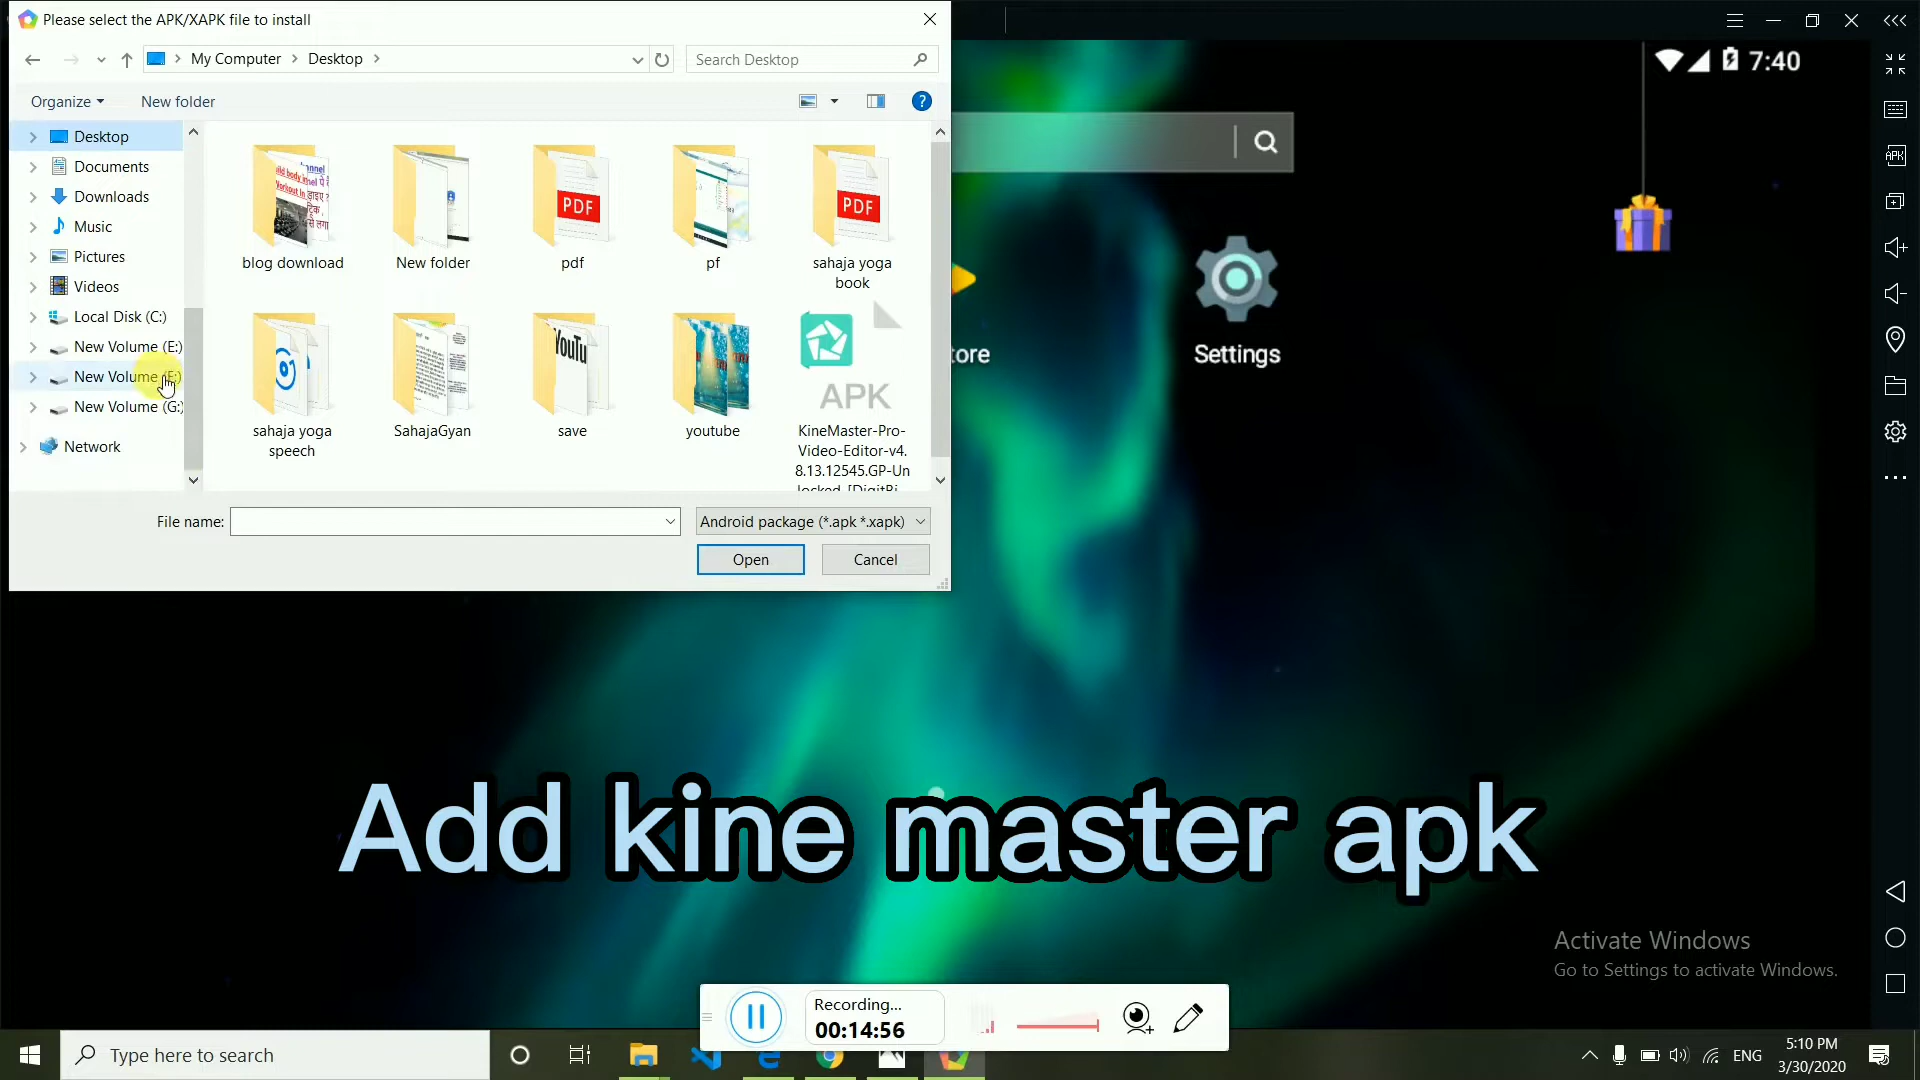 Please select the APK/XAPK file to install
My Computer
Desktop
Search Desktop
7:40
Organize
New folder
Desktop
Documents
Downloads
Music
Pictures
Videos
Local Disk (C:)
New Volume (E:)
New Volume (F:)
New Volume (G:)
Network
blog download
New folder
PDF
pdf
pf
PDF
sahaja yoga
book
sahaja yoga
speech
SahajaGyan
YouTu
save
youtube
APK
KineMaster-Pro-
Video-Editor-v4.
8.13.12545.GP-Un
locked
File name:
Android package (*.apk *.xapk)
Open
Cancel
ore
Settings
APK
Add kine master apk
Activate Windows
Go to Settings to activate Windows.
Recording...
00:14:56
Type here to search
ENG
5:10 PM
3/30/2020